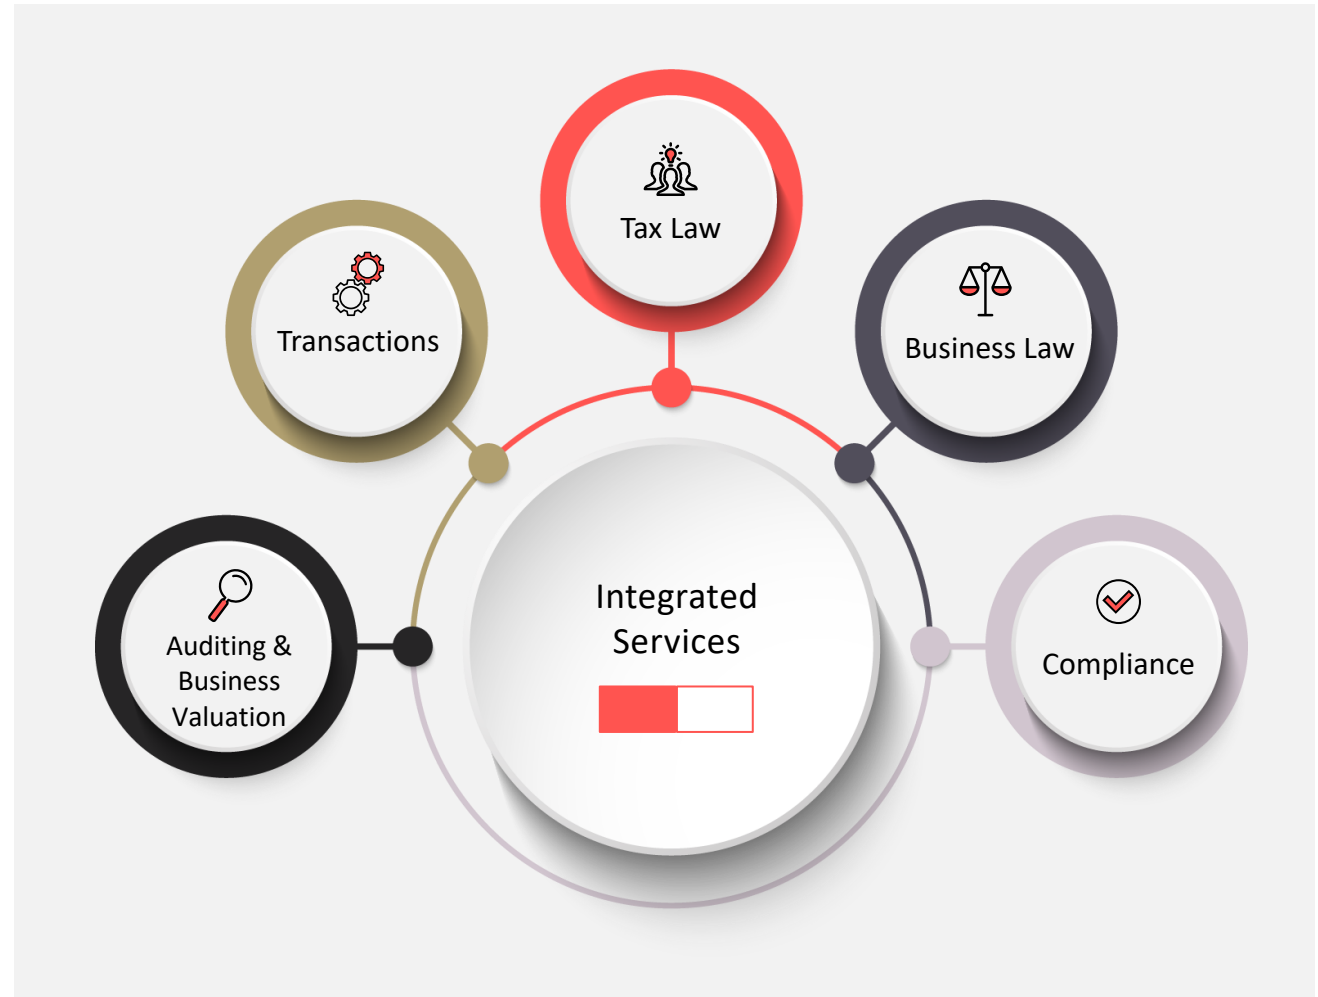 Tax Law
Transactions
Business Law
Auditing &
Business
Valuation
Integrated
Services
Compliance